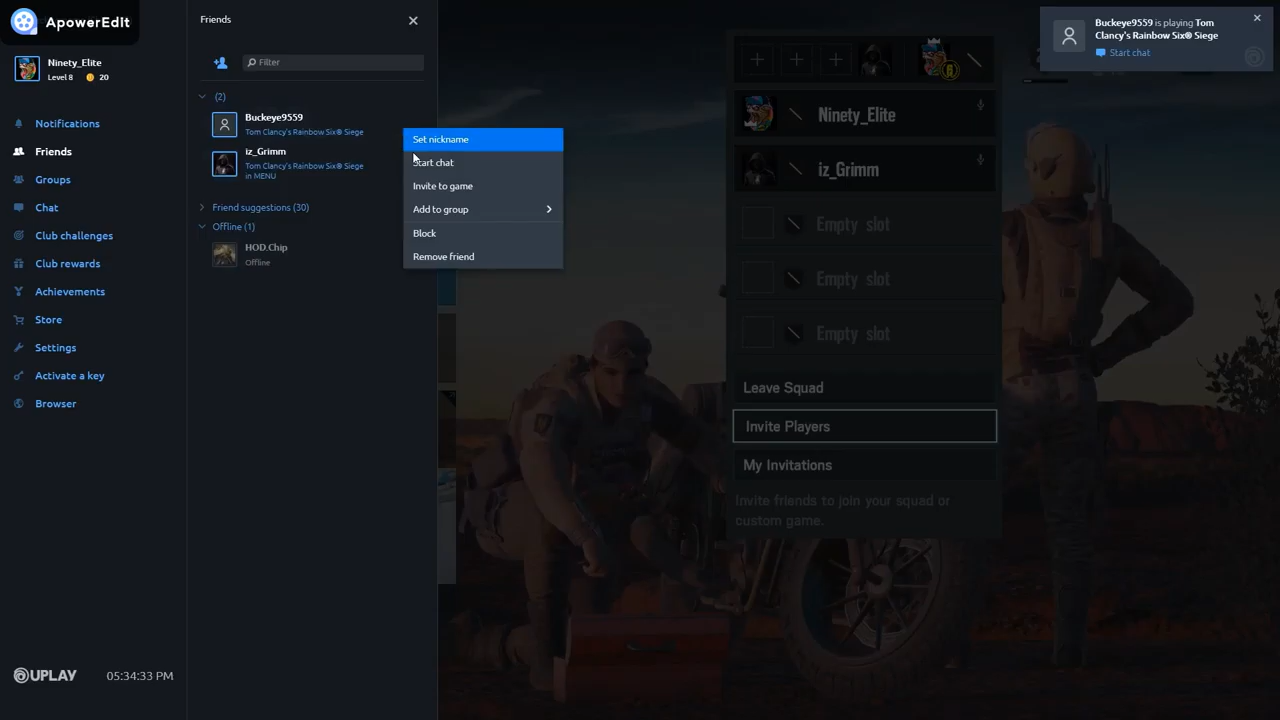 ApowerEdit
Ninety_Elite
Level 8 20
Notifications
Friends
Groups
Chat
Club challenges
Club rewards
Achievements
Store
Settings
Activate a key
Browser
UPLAY 05:34:33 PM
Friends
Filter
(2)
Buckeye9559
Tom Clancy's Rainbow Six® Siege
iz_Grimm
Tom Clancy's Rainbow Six® Siege
in MENU
Friend suggestions (30)
Offline (1)
HOD.Chip
Offline
Set nickname
Start chat
Invite to game
Add to group
Block
Remove friend
Ninety_Elite
iz_Grimm
Empty slot
Empty slot
Empty slot
Leave Squad
Invite Players
My Invitations
Invite friends to join your squad or
custom game.
Buckeye9559 is playing Tom
Clancy's Rainbow Six® Siege
Start chat